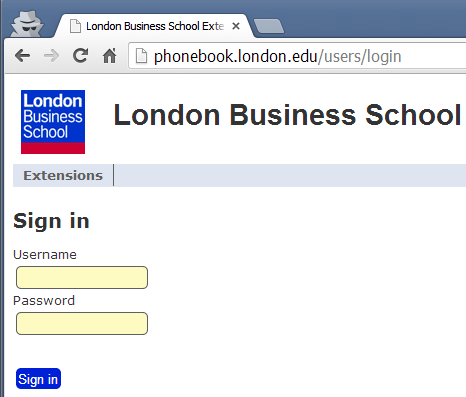 London Business School Exte
phonebook.london.edu/users/login
London
Business
School
London Business School
Extensions
Sign in
Username
Password
Sign in